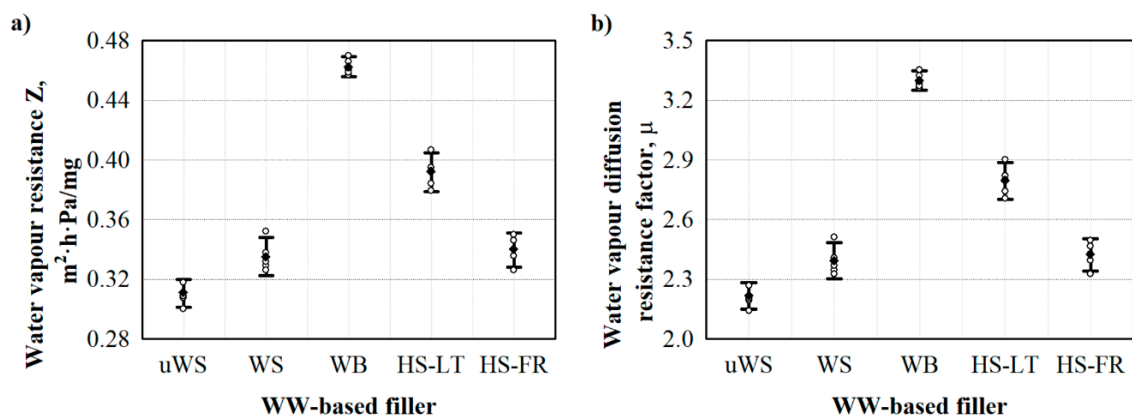 a)
Water vapour resistance Z,
m²·h·Pa/mg
0.48
0.44
0.40
0.36
0.32
0.28
uWS WS WB HS-LT HS-FR
WW-based filler
b)
Water vapour diffusion
resistance factor, μ
3.5
3.2
2.9
2.6
2.3
2.0
uWS WS WB HS-LT HS-FR
WW-based filler